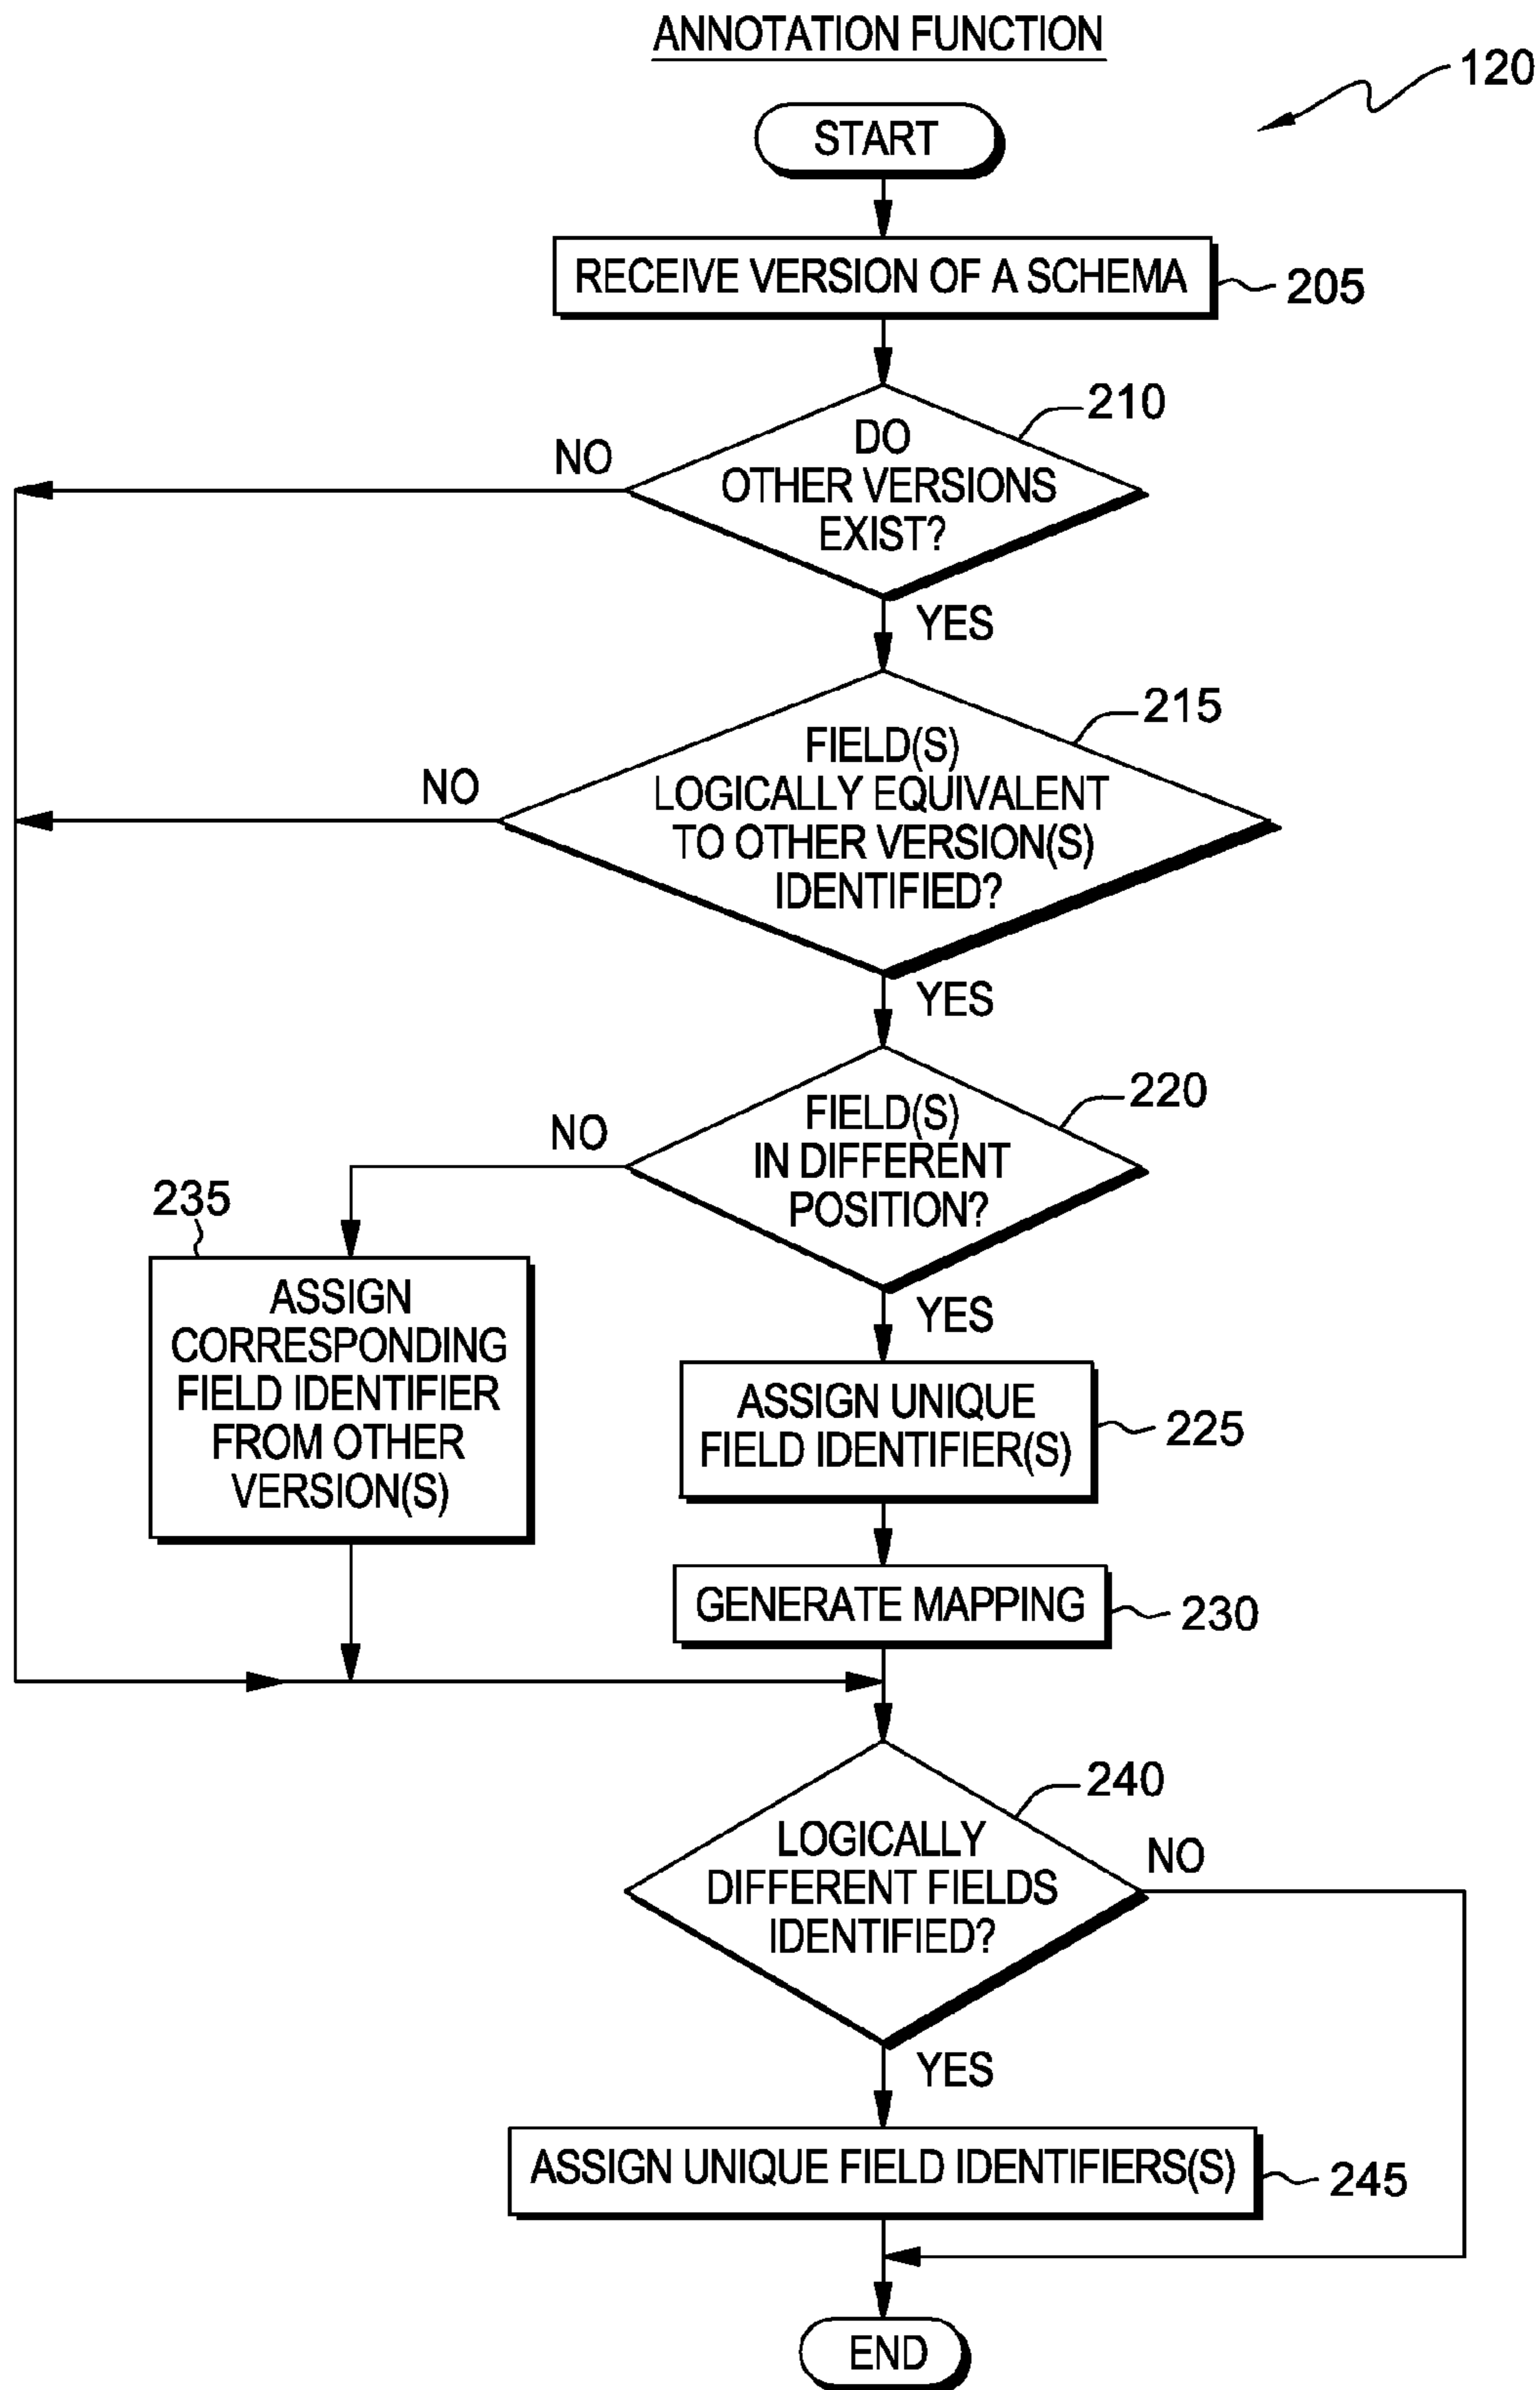 ANNOTATION FUNCTION
120
START
RECEIVE VERSION OF A SCHEMA
205
210
DO
OTHER VERSIONS
EXIST?
NO
YES
215
FIELD(S)
LOGICALLY EQUIVALENT
TO OTHER VERSION(S)
IDENTIFIED?
NO
YES
220
FIELD(S)
IN DIFFERENT
POSITION?
NO
YES
235
ASSIGN
CORRESPONDING
FIELD IDENTIFIER
FROM OTHER
VERSION(S)
ASSIGN UNIQUE
FIELD IDENTIFIER(S)
225
GENERATE MAPPING
230
240
LOGICALLY
DIFFERENT FIELDS
IDENTIFIED?
NO
YES
ASSIGN UNIQUE FIELD IDENTIFIERS(S)
245
END